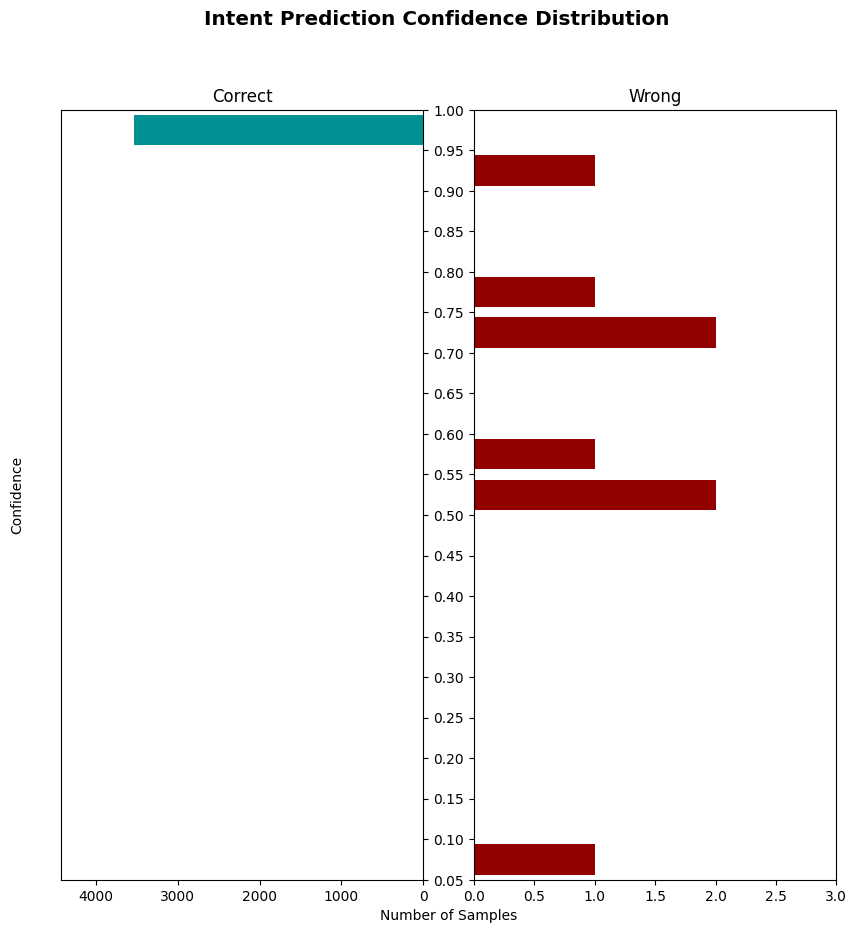 Intent Prediction Confidence Distribution
Correct
Wrong
Confidence
1.00
0.95
0.90
0.85
0.80
0.75
0.70
0.65
0.60
0.55
0.50
0.45
0.40
0.35
0.30
0.25
0.20
0.15
0.10
0.05
4000 3000 2000 1000 0
0.0 0.5 1.0 1.5 2.0 2.5 3.0
Number of Samples